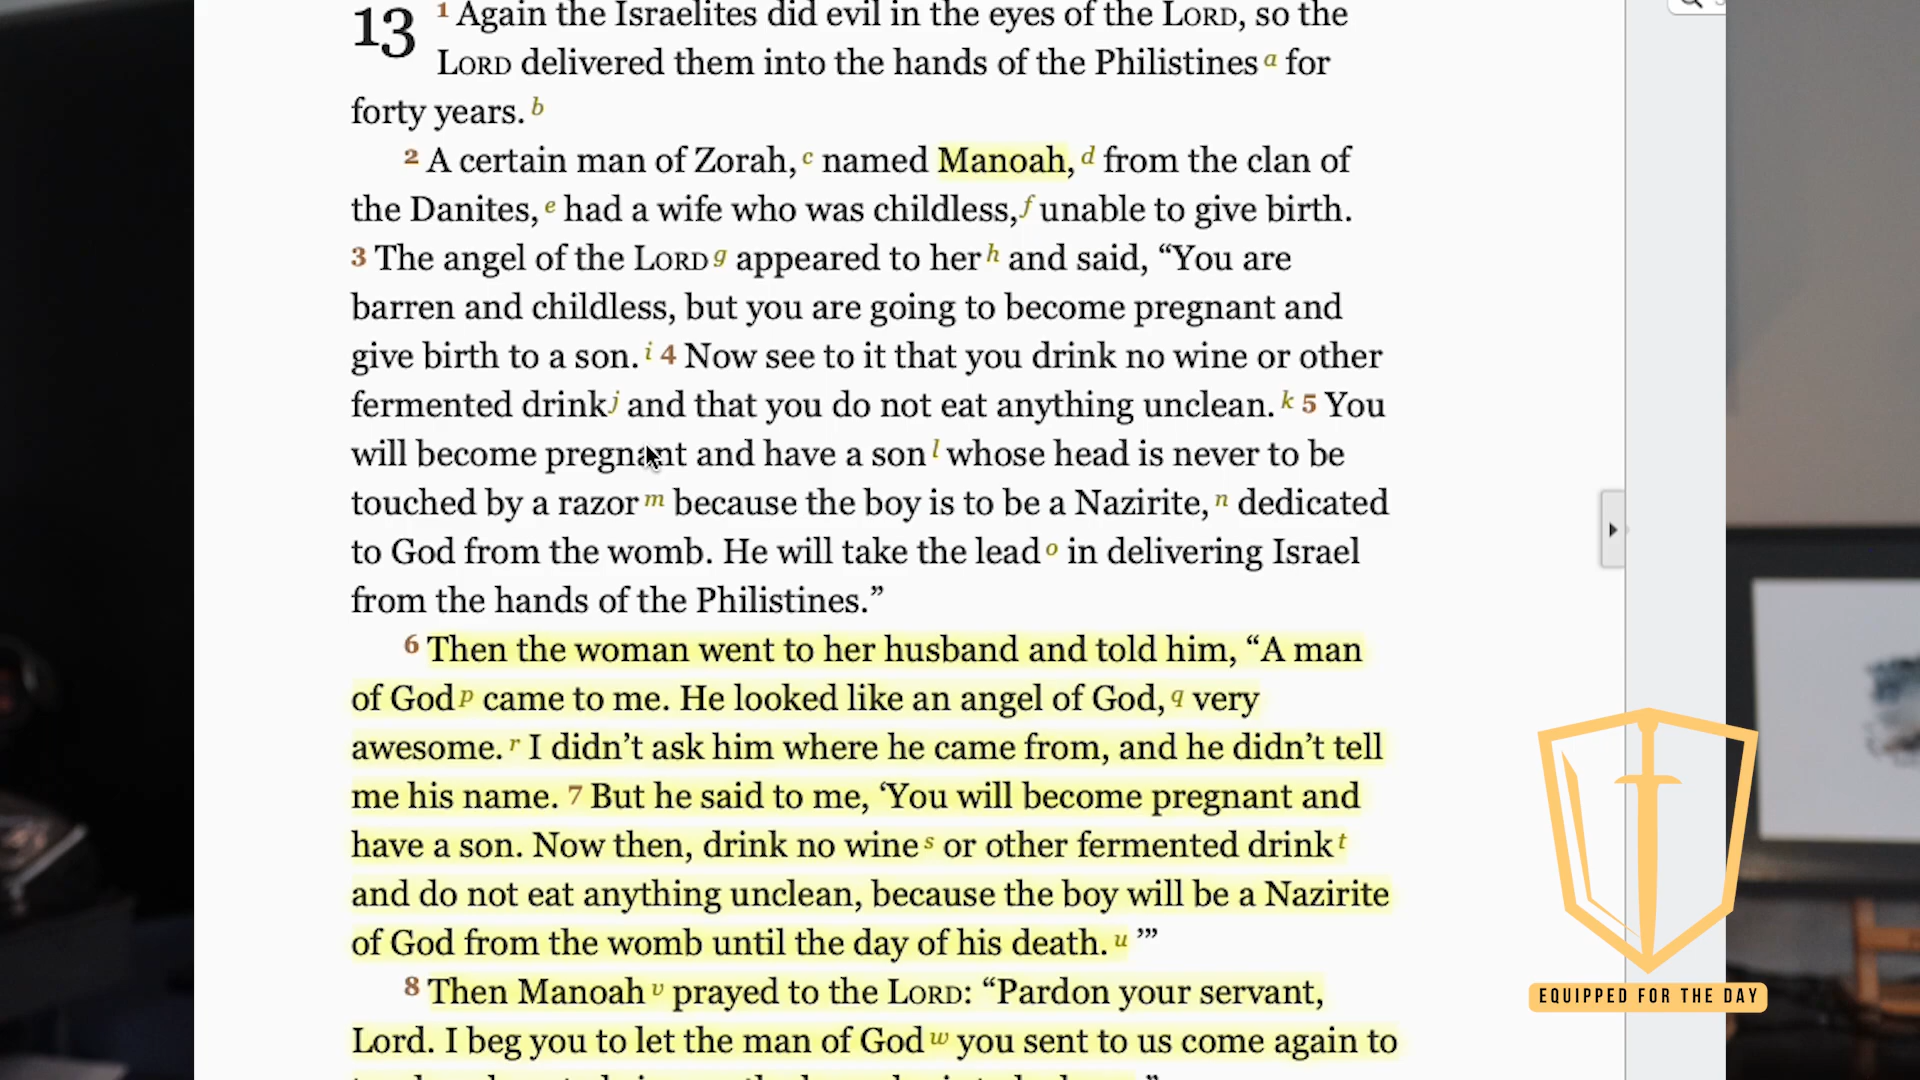 13 1 Again the Israelites did evil in the eyes of the LORD, so the
LORD delivered them into the hands of the Philistines a for
forty years. b
2 A certain man of Zorah, c named Manoah, d from the clan of
the Danites, e had a wife who was childless, f unable to give birth.
3 The angel of the LORD g appeared to her h and said, “You are
barren and childless, but you are going to become pregnant and
give birth to a son. i 4 Now see to it that you drink no wine or other
fermented drink j and that you do not eat anything unclean. k 5 You
will become pregnant and have a son l whose head is never to be
touched by a razor m because the boy is to be a Nazirite, n dedicated
to God from the womb. He will take the lead o in delivering Israel
from the hands of the Philistines.”
6 Then the woman went to her husband and told him, “A man
of God p came to me. He looked like an angel of God, q very
awesome. r I didn’t ask him where he came from, and he didn’t tell
me his name. 7 But he said to me, ‘You will become pregnant and
have a son. Now then, drink no wine s or other fermented drink t
and do not eat anything unclean, because the boy will be a Nazirite
of God from the womb until the day of his death. u ’”
8 Then Manoah v prayed to the LORD: “Pardon your servant,
Lord. I beg you to let the man of God w you sent to us come again to
EQUIPPED FOR THE DAY